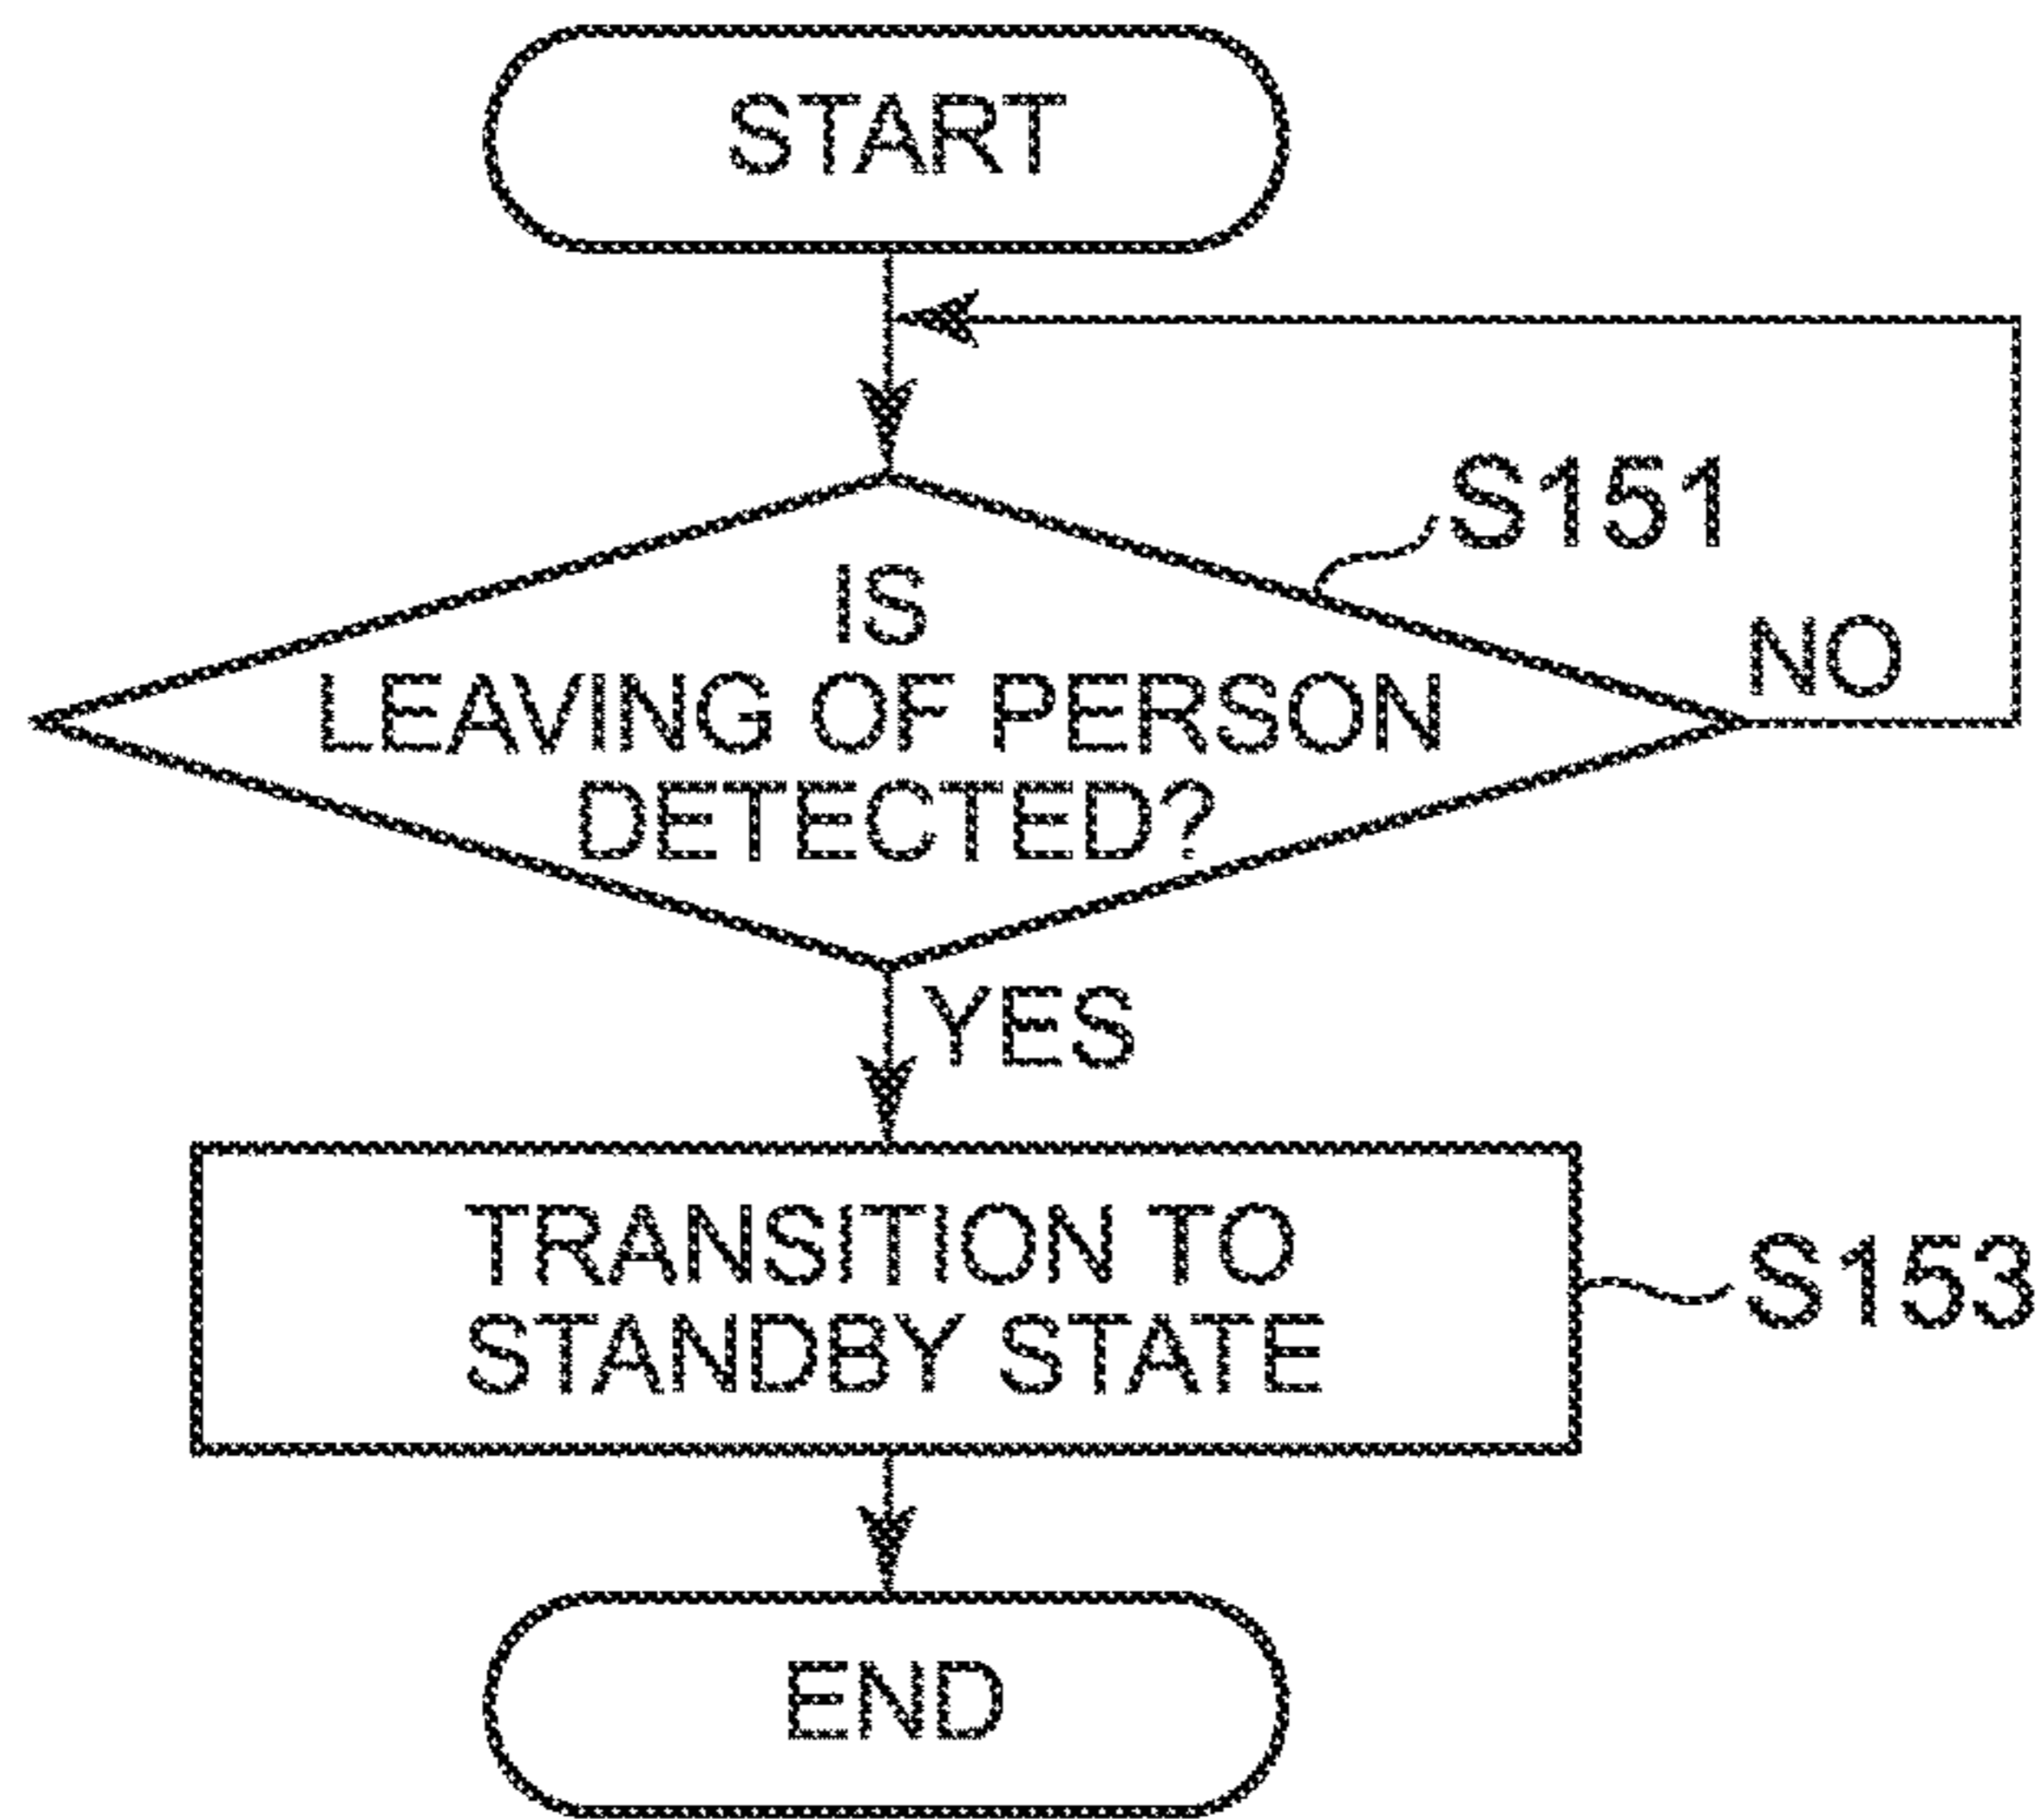 START
S151
IS
LEAVING OF PERSON
DETECTED?
NO
YES
TRANSITION TO
STANDBY STATE
S153
END